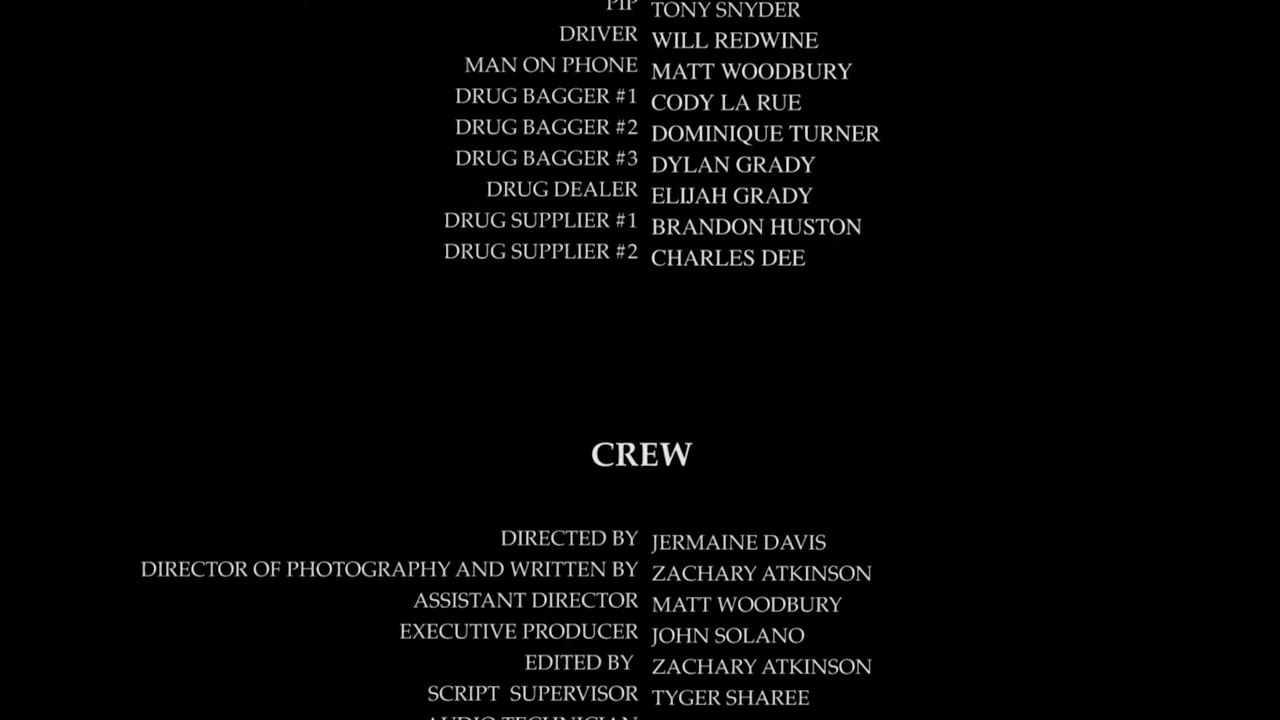 PIP TONY SNYDER
DRIVER WILL REDWINE
MAN ON PHONE MATT WOODBURY
DRUG BAGGER #1 CODY LA RUE
DRUG BAGGER #2 DOMINIQUE TURNER
DRUG BAGGER #3 DYLAN GRADY
DRUG DEALER ELIJAH GRADY
DRUG SUPPLIER #1 BRANDON HUSTON
DRUG SUPPLIER #2 CHARLES DEE
CREW
DIRECTED BY JERMAINE DAVIS
DIRECTOR OF PHOTOGRAPHY AND WRITTEN BY ZACHARY ATKINSON
ASSISTANT DIRECTOR MATT WOODBURY
EXECUTIVE PRODUCER JOHN SOLANO
EDITED BY ZACHARY ATKINSON
SCRIPT SUPERVISOR TYGER SHAREE
AUDIO TECHNICIAN